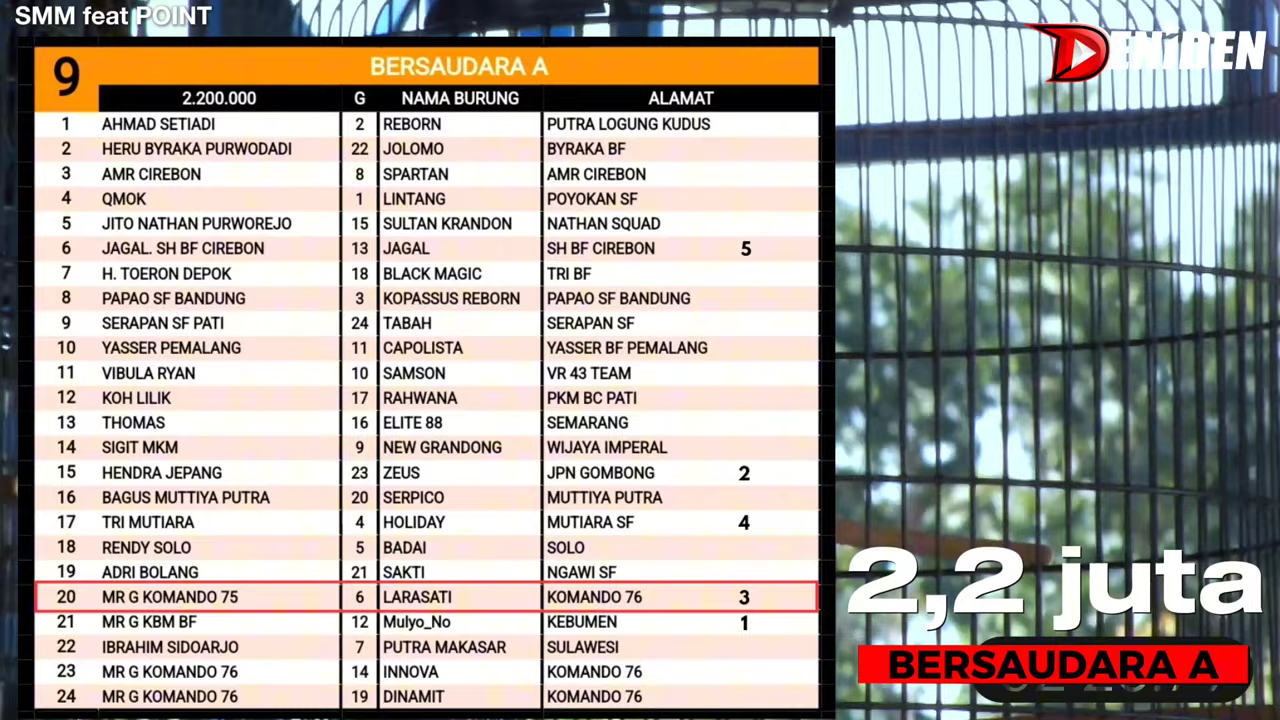 SMM feat POINT
DENiDEN
9 BERSAUDARA A
2.200.000 G NAMA BURUNG ALAMAT
1 AHMAD SETIADI 2 REBORN PUTRA LOGUNG KUDUS
2 HERU BYRAKA PURWODADI 22 JOLOMO BYRAKA BF
3 AMR CIREBON 8 SPARTAN AMR CIREBON
4 QMOK 1 LINTANG POYOKAN SF
5 JITO NATHAN PURWOREJO 15 SULTAN KRANDON NATHAN SQUAD
6 JAGAL. SH BF CIREBON 13 JAGAL SH BF CIREBON 5
7 H. TOERON DEPOK 18 BLACK MAGIC TRI BF
8 PAPAO SF BANDUNG 3 KOPASSUS REBORN PAPAO SF BANDUNG
9 SERAPAN SF PATI 24 TABAH SERAPAN SF
10 YASSER PEMALANG 11 CAPOLISTA YASSER BF PEMALANG
11 VIBULA RYAN 10 SAMSON VR 43 TEAM
12 KOH LILIK 17 RAHWANA PKM BC PATI
13 THOMAS 16 ELITE 88 SEMARANG
14 SIGIT MKM 9 NEW GRANDONG WIJAYA IMPERAL
15 HENDRA JEPANG 23 ZEUS JPN GOMBONG 2
16 BAGUS MUTTIYA PUTRA 20 SERPICO MUTTIYA PUTRA
17 TRI MUTIARA 4 HOLIDAY MUTIARA SF 4
18 RENDY SOLO 5 BADAI SOLO
19 ADRI BOLANG 21 SAKTI NGAWI SF
20 MR G KOMANDO 75 6 LARASATI KOMANDO 76 3
21 MR G KBM BF 12 Mulyo_No KEBUMEN 1
22 IBRAHIM SIDOARJO 7 PUTRA MAKASAR SULAWESI
23 MR G KOMANDO 76 14 INNOVA KOMANDO 76
24 MR G KOMANDO 76 19 DINAMIT KOMANDO 76
2,2 juta
BERSAUDARA A